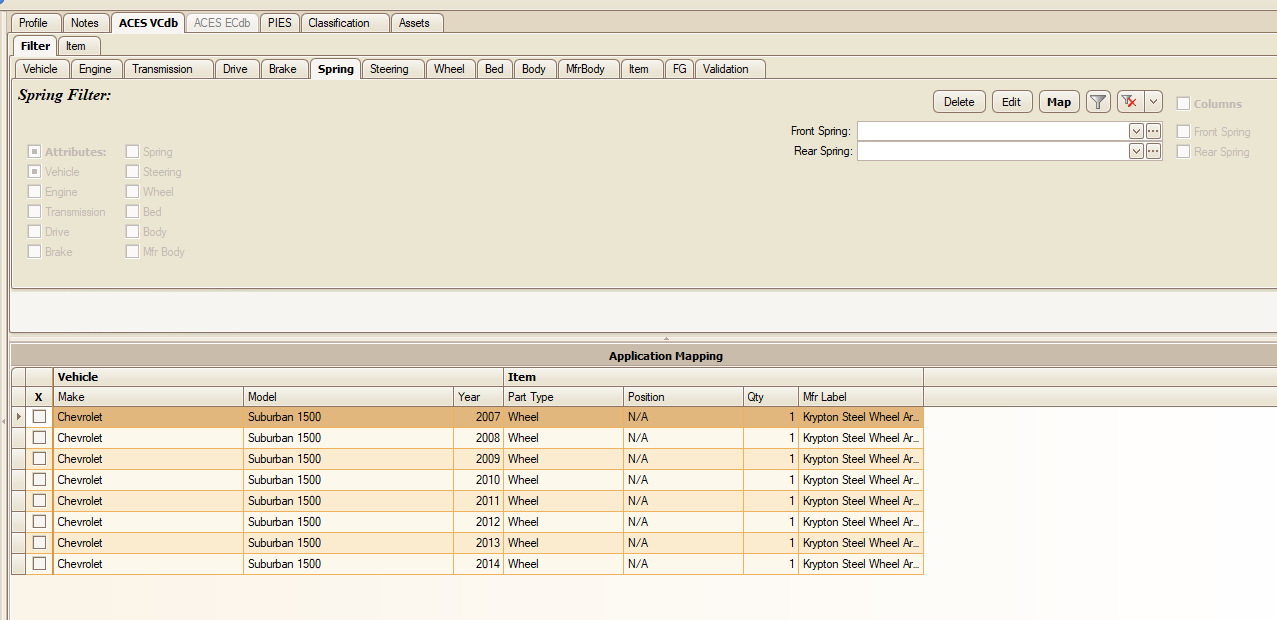 Profile Notes ACES VCdb ACES ECdb PIES Classification Assets
Filter Item
Vehicle Engine Transmission Drive Brake Spring Steering Wheel Bed Body MfrBody Item FG Validation
Spring Filter:
Delete Edit Map Columns
Front Spring: Front Spring
Rear Spring: Rear Spring
Attributes: Spring
Vehicle Steering
Engine Wheel
Transmission Bed
Drive Body
Brake Mfr Body
Application Mapping
Vehicle Item
X Make Model Year Part Type Position Qty Mfr Label
Chevrolet Suburban 1500 2007 Wheel N/A 1 Krypton Steel Wheel Ar...
Chevrolet Suburban 1500 2008 Wheel N/A 1 Krypton Steel Wheel Ar...
Chevrolet Suburban 1500 2009 Wheel N/A 1 Krypton Steel Wheel Ar...
Chevrolet Suburban 1500 2010 Wheel N/A 1 Krypton Steel Wheel Ar...
Chevrolet Suburban 1500 2011 Wheel N/A 1 Krypton Steel Wheel Ar...
Chevrolet Suburban 1500 2012 Wheel N/A 1 Krypton Steel Wheel Ar...
Chevrolet Suburban 1500 2013 Wheel N/A 1 Krypton Steel Wheel Ar...
Chevrolet Suburban 1500 2014 Wheel N/A 1 Krypton Steel Wheel Ar...